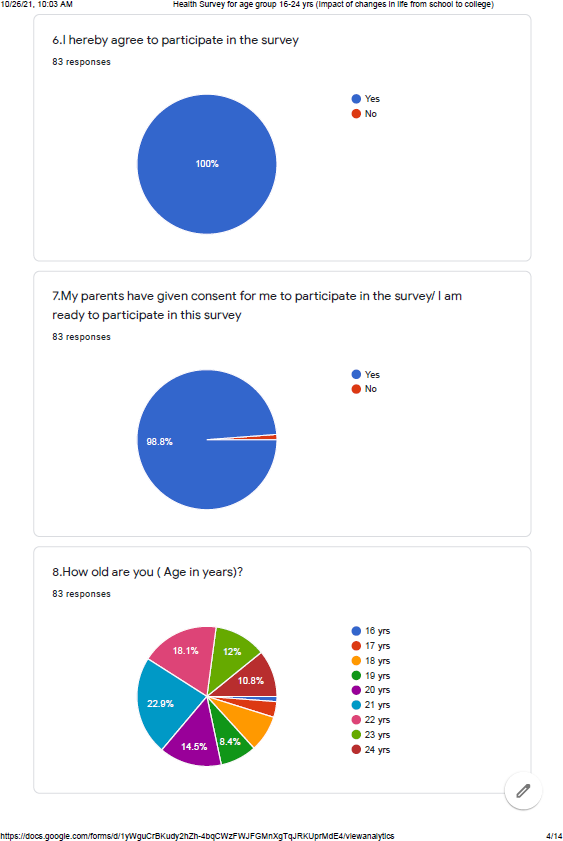 10/26/21, 10:03 AM Health Survey for age group 16-24 yrs (Impact of changes in life from school to college)
6.I hereby agree to participate in the survey
83 responses
Yes
No
100%
7.My parents have given consent for me to participate in the survey/ I am
ready to participate in this survey
83 responses
Yes
No
98.8%
8.How old are you ( Age in years)?
83 responses
16 yrs
17 yrs
18 yrs
19 yrs
20 yrs
21 yrs
22 yrs
23 yrs
24 yrs
18.1%
12%
10.8%
22.9%
14.5%
8.4%
https://docs.google.com/forms/d/1yWguCrBKudy2hZh-4bqCWzFWJFGMnXgTqJRKUprMdE4/viewanalytics 4/14